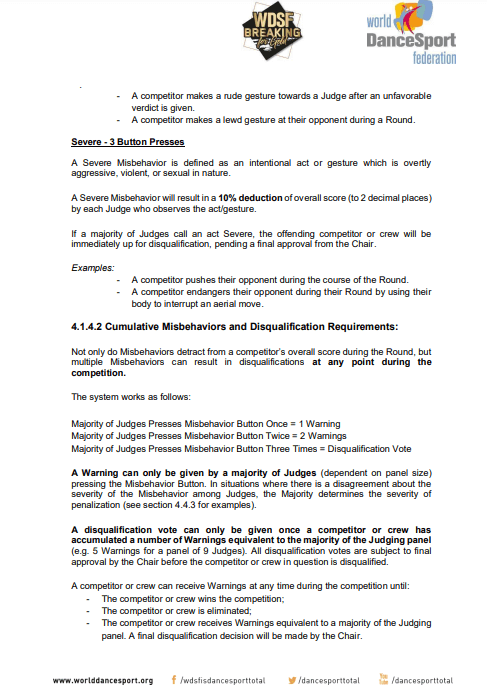 WDSF
BREAKING
for Gold
world
DanceSport
federation
.
- A competitor makes a rude gesture towards a Judge after an unfavorable
verdict is given.
- A competitor makes a lewd gesture at their opponent during a Round.
Severe - 3 Button Presses
A Severe Misbehavior is defined as an intentional act or gesture which is overtly
aggressive, violent, or sexual in nature.
A Severe Misbehavior will result in a 10% deduction of overall score (to 2 decimal places)
by each Judge who observes the act/gesture.
If a majority of Judges call an act Severe, the offending competitor or crew will be
immediately up for disqualification, pending a final approval from the Chair.
Examples:
- A competitor pushes their opponent during the course of the Round.
- A competitor endangers their opponent during their Round by using their
body to interrupt an aerial move.
4.1.4.2 Cumulative Misbehaviors and Disqualification Requirements:
Not only do Misbehaviors detract from a competitor's overall score during the Round, but
multiple Misbehaviors can result in disqualifications at any point during the
competition.
The system works as follows:
Majority of Judges Presses Misbehavior Button Once = 1 Warning
Majority of Judges Presses Misbehavior Button Twice = 2 Warnings
Majority of Judges Presses Misbehavior Button Three Times = Disqualification Vote
A Warning can only be given by a majority of Judges (dependent on panel size)
pressing the Misbehavior Button. In situations where there is a disagreement about the
severity of the Misbehavior among Judges, the Majority determines the severity of
penalization (see section 4.4.3 for examples).
A disqualification vote can only be given once a competitor or crew has
accumulated a number of Warnings equivalent to the majority of the Judging panel
(e.g. 5 Warnings for a panel of 9 Judges). All disqualification votes are subject to final
approval by the Chair before the competitor or crew in question is disqualified.
A competitor or crew can receive Warnings at any time during the competition until:
- The competitor or crew wins the competition;
- The competitor or crew is eliminated;
- The competitor or crew receives Warnings equivalent to a majority of the Judging
panel. A final disqualification decision will be made by the Chair.
www.worlddancesport.org f /wdsfisdancesporttotal /dancesporttotal /dancesporttotal